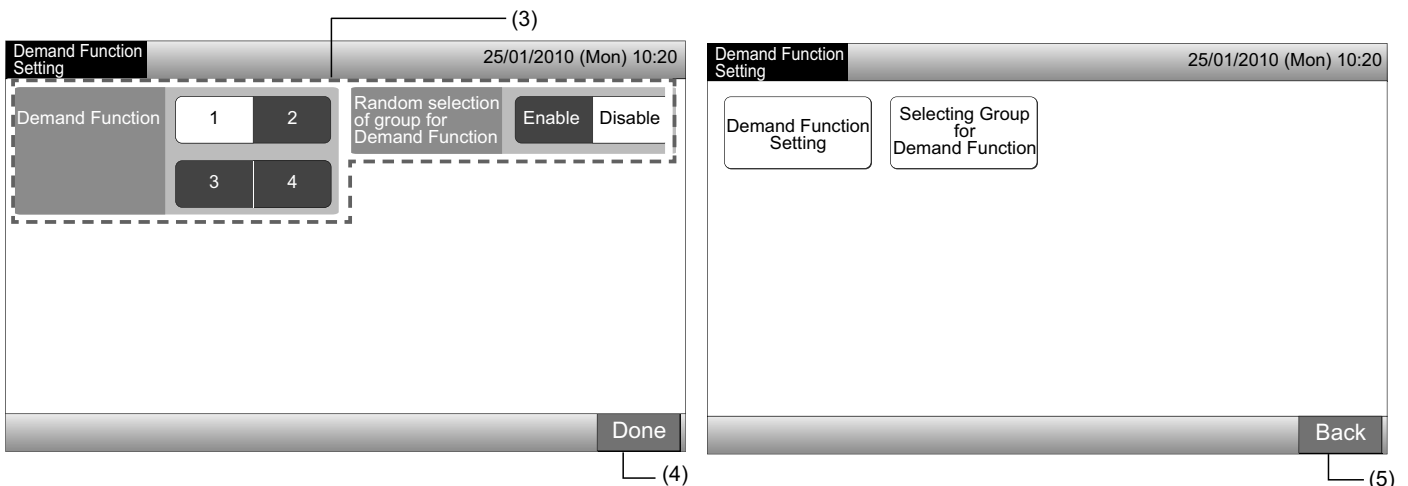 (3)
Demand Function
Setting
25/01/2010 (Mon) 10:20
Demand Function
1
2
3
4
Random selection
of group for
Demand Function
Enable
Disable
Done
(4)
Demand Function
Setting
25/01/2010 (Mon) 10:20
Demand Function
Setting
Selecting Group
for
Demand Function
Back
(5)